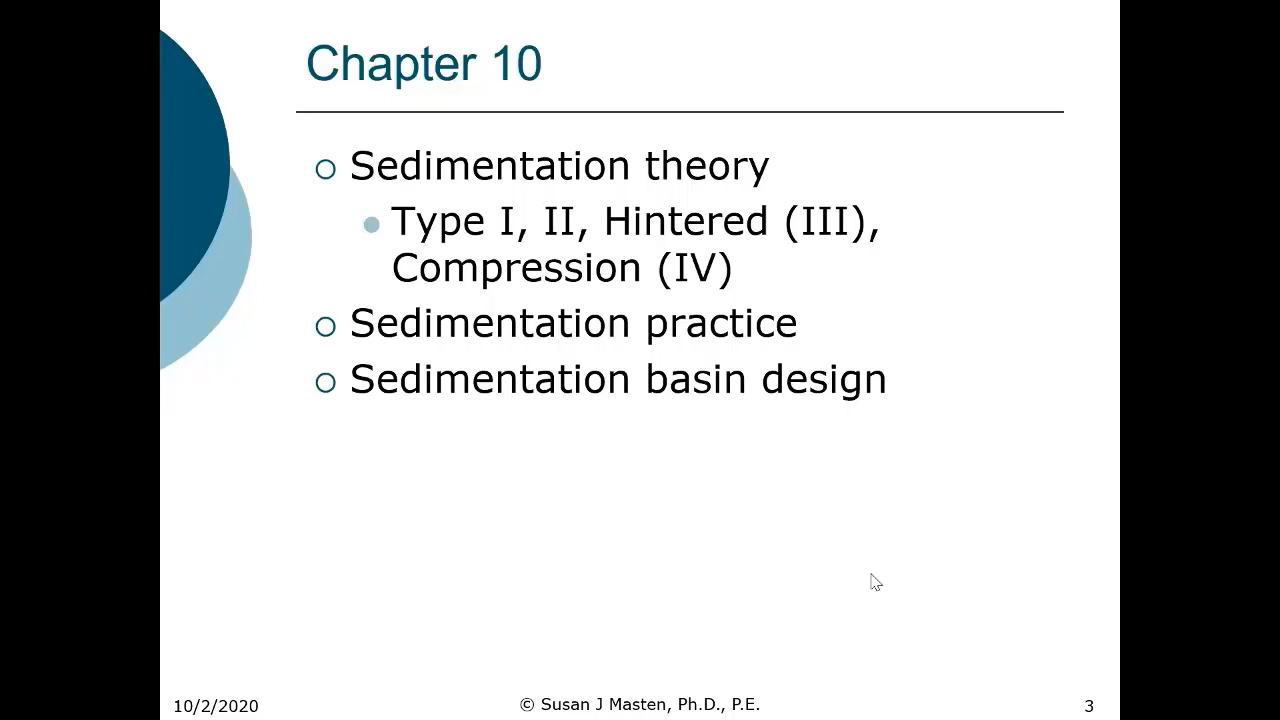 Chapter 10
Sedimentation theory
Type I, II, Hintered (III),
Compression (IV)
Sedimentation practice
Sedimentation basin design
10/2/2020
© Susan J Masten, Ph.D., P.E.
3